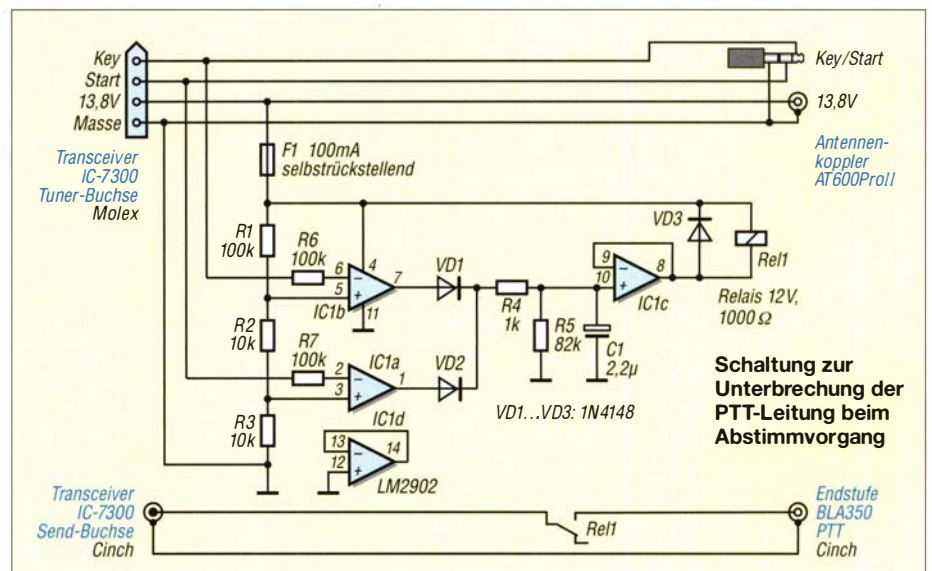 Key
Start
13,8V
Masse
Transceiver
IC-7300
Tuner-Buchse
Molex
Key/Start
13,8V
Antennen-
koppler
AT600ProII
F1 100mA
selbstrückstellend
R1
100k
R6
100k
6
5
4
7
11
IC1b
VD1
R2
10k
R7
100k
2
3
1
IC1a
VD2
R3
10k
IC1d
13
12
14
LM2902
R4
1k
R5
82k
C1
2,2µ
9
10
8
IC1c
VD3
Rel1
Relais 12V,
1000 Ω
VD1...VD3: 1N4148
Schaltung zur
Unterbrechung der
PTT-Leitung beim
Abstimmvorgang
Transceiver
IC-7300
Send-Buchse
Cinch
Rel1
Endstufe
BLA350
PTT
Cinch